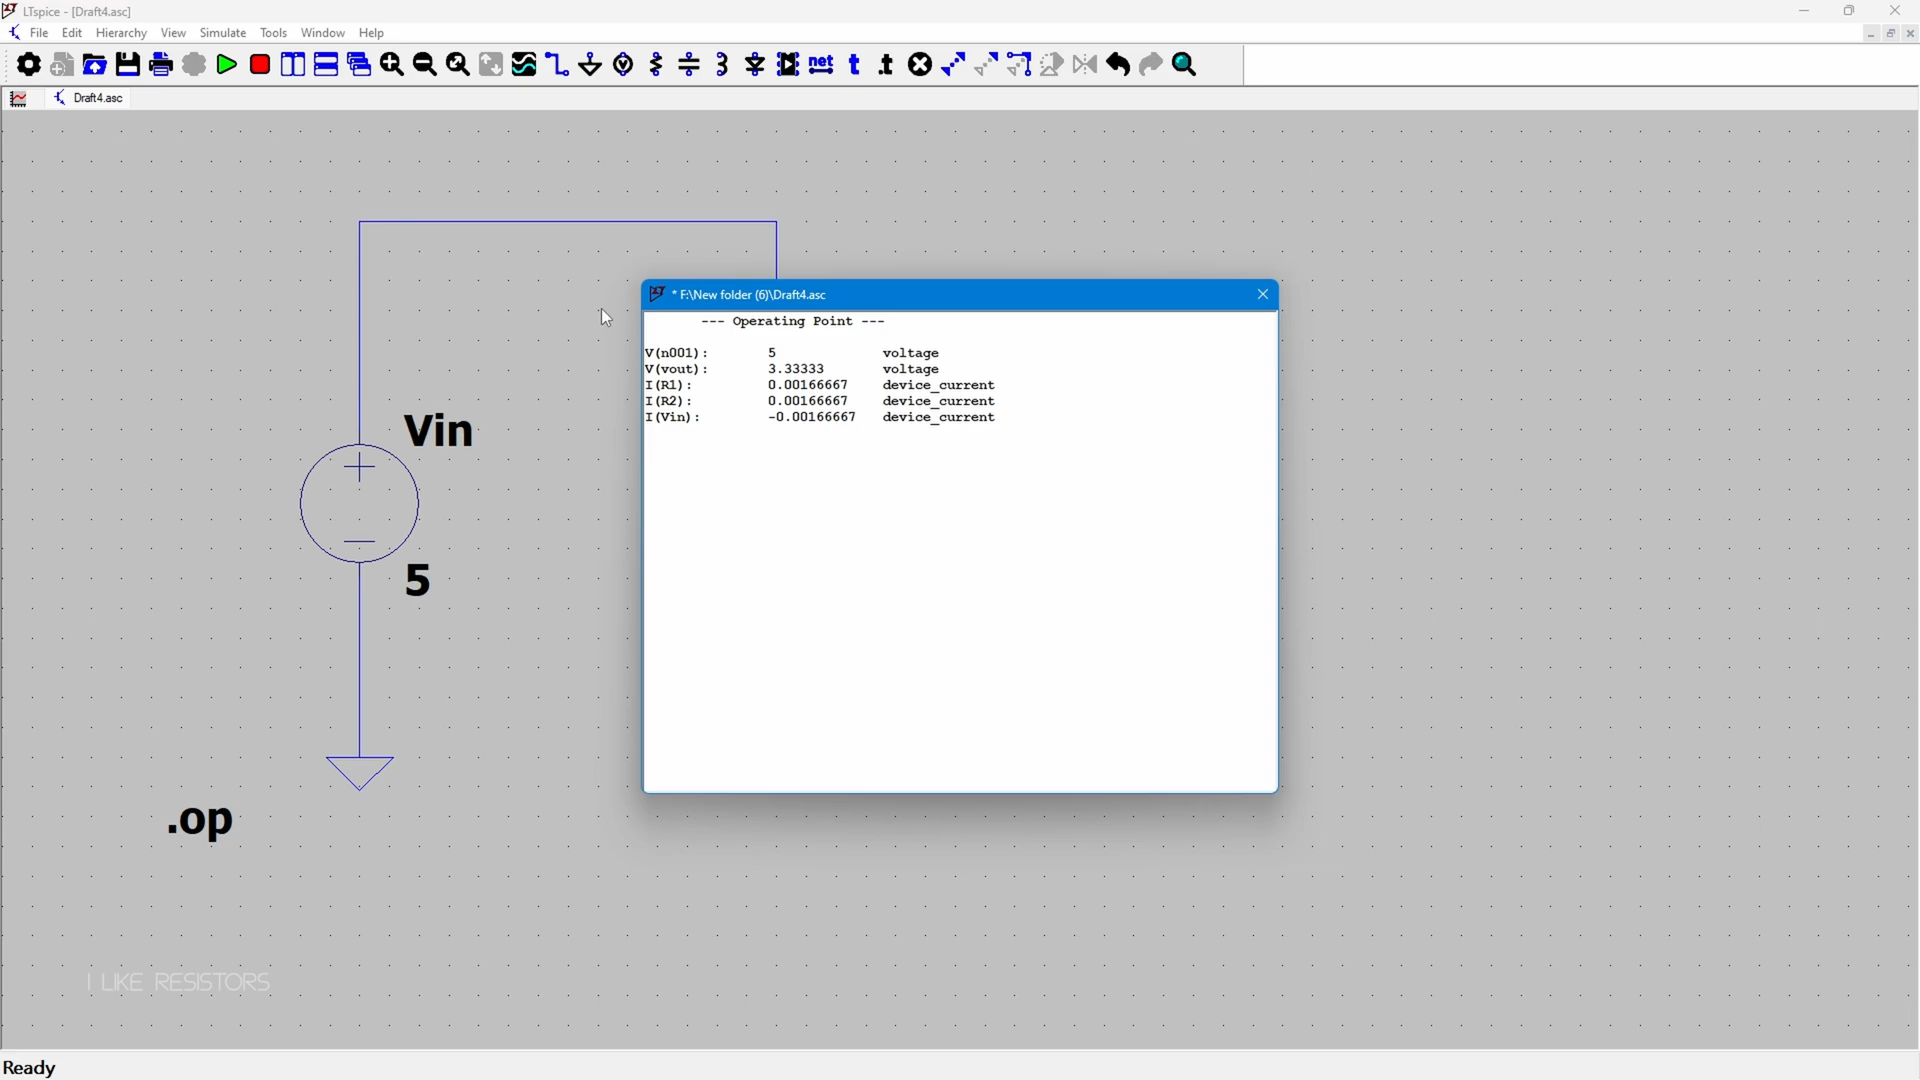 LTspice - [Draft4.asc]
File Edit Hierarchy View Simulate Tools Window Help
net t .t
Draft4.asc
* F:\New folder (6)\Draft4.asc
--- Operating Point ---
V(n001): 5 voltage
V(vout): 3.33333 voltage
I(R1): 0.00166667 device_current
I(R2): 0.00166667 device_current
I(Vin): -0.00166667 device_current
Vin
5
.op
I LIKE RESISTORS
Ready